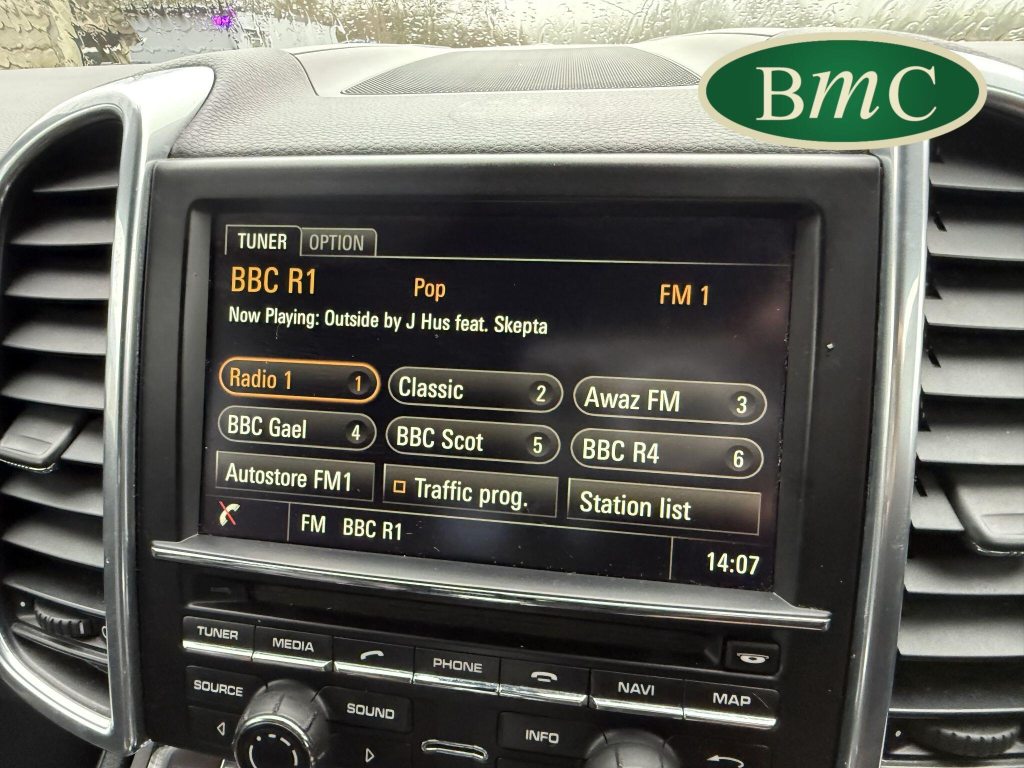 BmC
TUNER OPTION
BBC R1 Pop FM 1
Now Playing: Outside by J Hus feat. Skepta
Radio 1 1 Classic 2 Awaz FM 3
BBC Gael 4 BBC Scot 5 BBC R4 6
Autostore FM1 Traffic prog. Station list
FM BBC R1 14:07
TUNER MEDIA PHONE NAVI MAP
SOURCE SOUND INFO